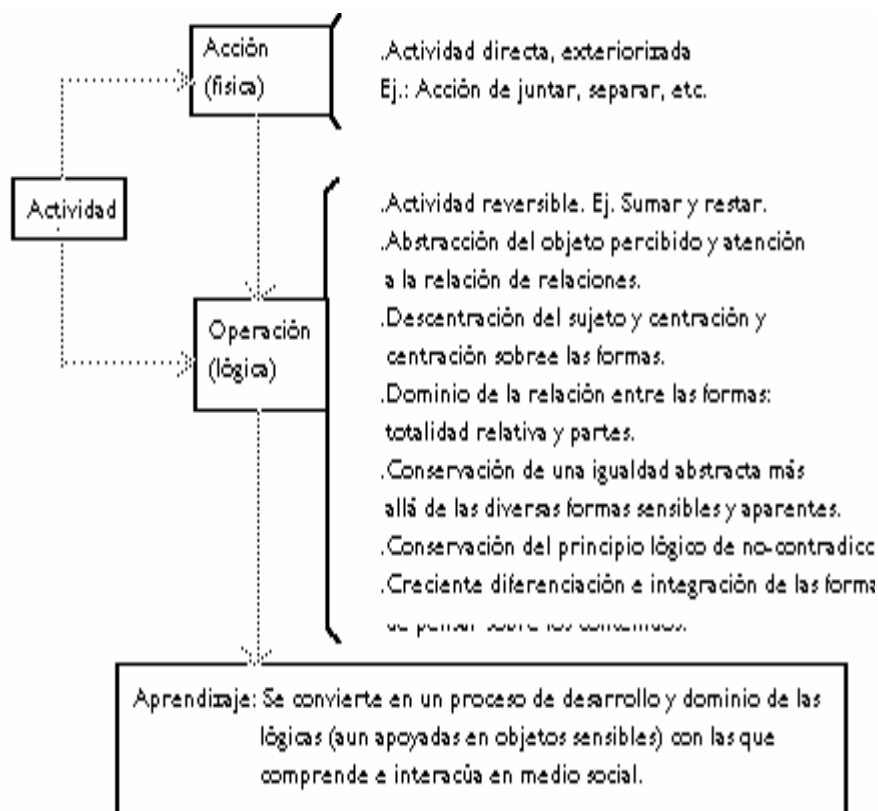 Acción
(física)
.Actividad directa, exteriorizada
Ej.: Acción de juntar, separar, etc.
Actividad
Operación
(lógica)
.Actividad reversible. Ej. Sumar y restar.
.Abstracción del objeto percibido y atención
a la relación de relaciones.
.Descentración del sujeto y centración y
centración sobree las formas.
.Dominio de la relación entre las formas:
totalidad relativa y partes.
.Conservación de una igualdad abstracta más
allá de las diversas formas sensibles y aparentes.
.Conservación del principio lógico de no-contradicc
.Creciente diferenciación e integración de las forma
Aprendizaje: Se convierte en un proceso de desarrollo y dominio de las
lógicas (aun apoyadas en objetos sensibles) con las que
comprende e interacúa en medio social.